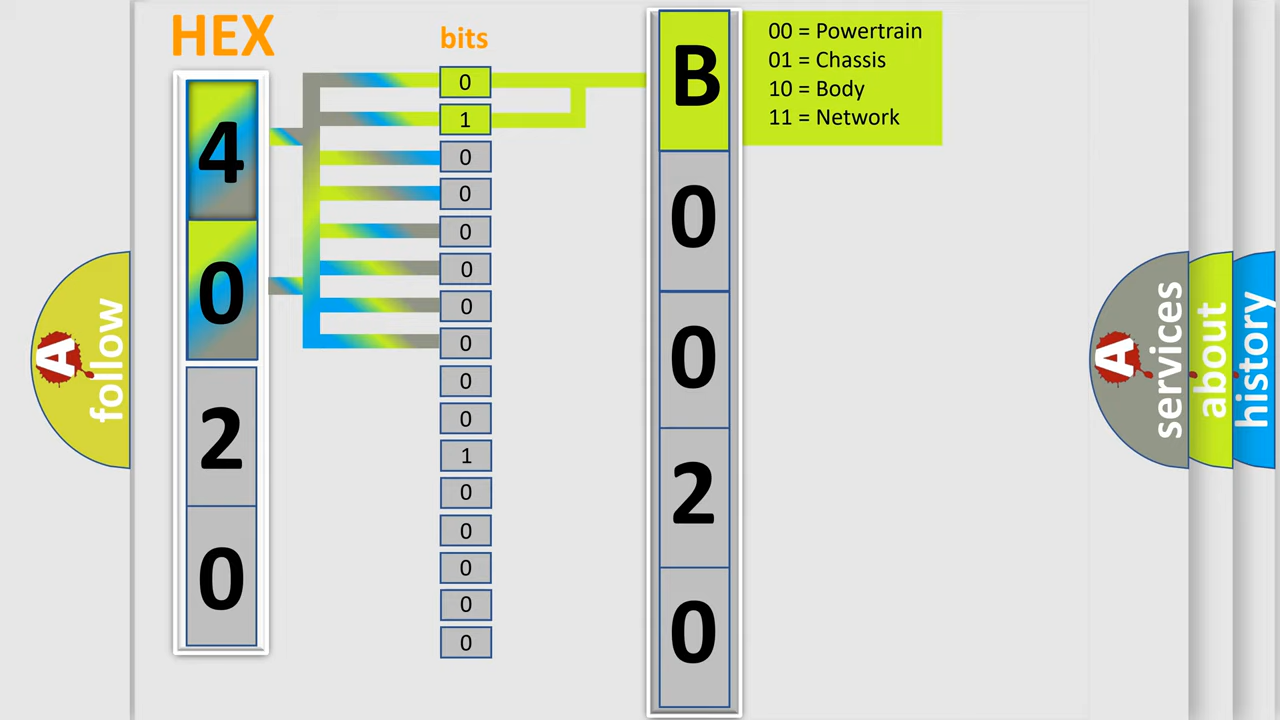 HEX
bits
4
0
2
0
0
1
0
0
0
0
0
0
0
0
1
0
0
0
0
0
B
0
0
2
0
00 = Powertrain
01 = Chassis
10 = Body
11 = Network
A
follow
A
services
about
history